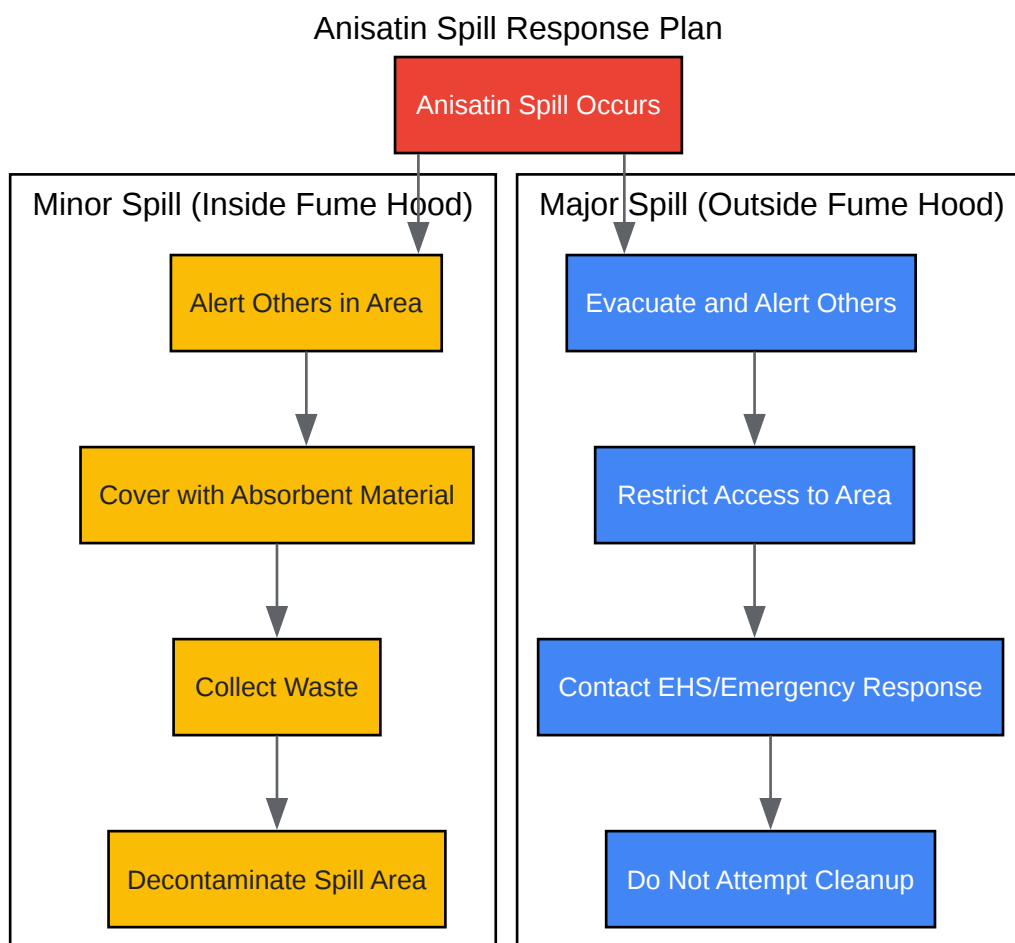 Anisatin Spill Response Plan
Anisatin Spill Occurs
Minor Spill (Inside Fume Hood)
Alert Others in Area
Cover with Absorbent Material
Collect Waste
Decontaminate Spill Area
Major Spill (Outside Fume Hood)
Evacuate and Alert Others
Restrict Access to Area
Contact EHS/Emergency Response
Do Not Attempt Cleanup